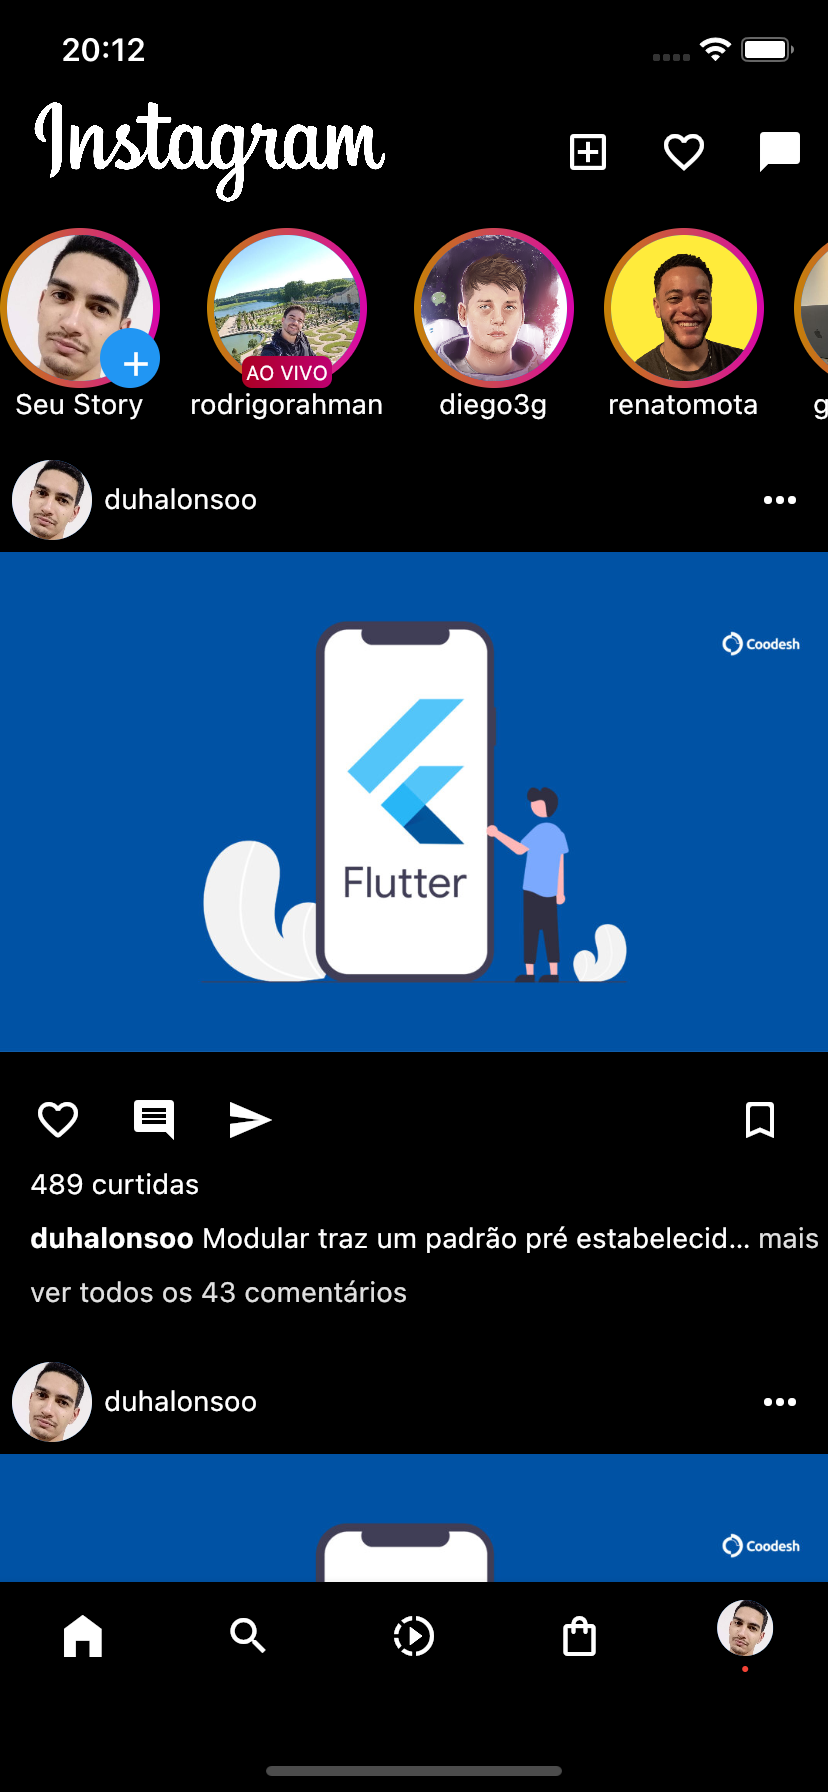 20:12
Instagram
AO VIVO
Seu Story
rodrigorahman
diego3g
renatomota
g
duhalonsoo
Coodesh
Flutter
489 curtidas
duhalonsoo Modular traz um padrão pré estabelecid... mais
ver todos os 43 comentários
duhalonsoo
Coodesh